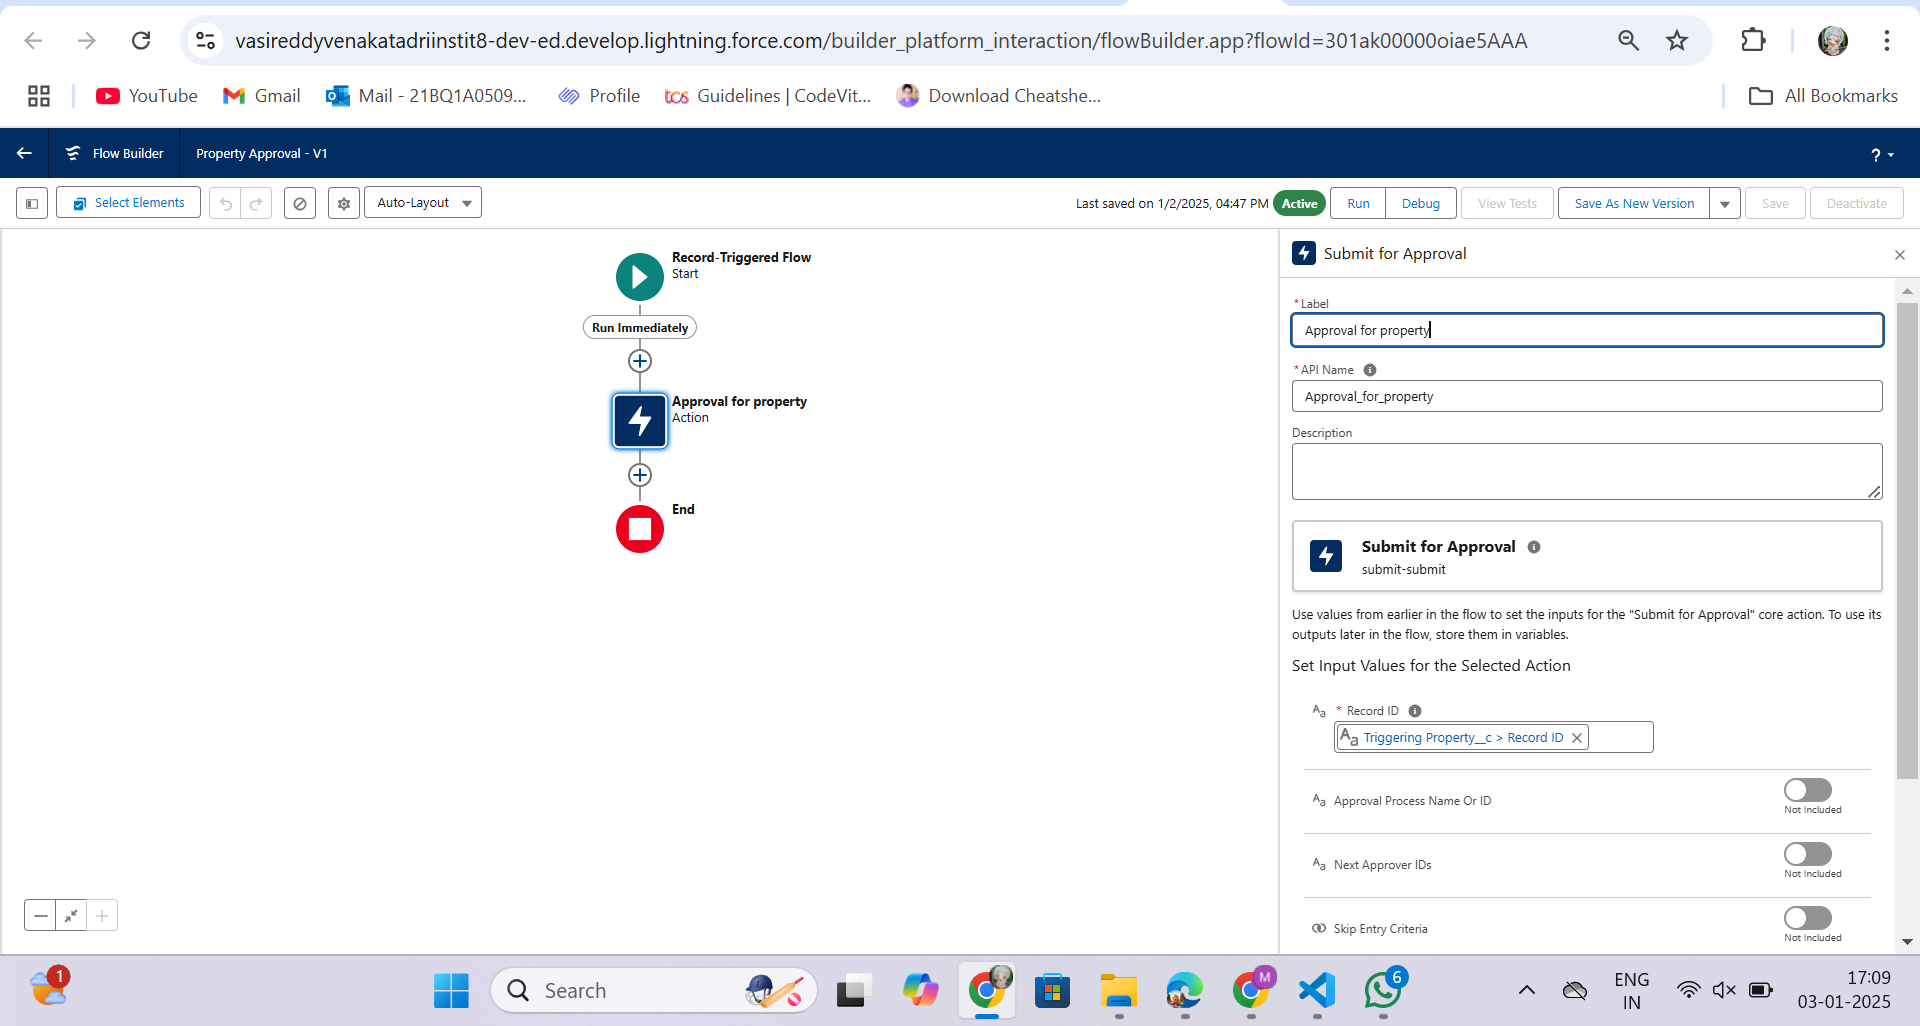 vasireddyvenakatadriinstit8-dev-ed.develop.lightning.force.com/builder_platform_interaction/flowBuilder.app?flowId=301ak00000oiae5AAA
YouTube
Gmail
Mail - 21BQ1A0509...
Profile
tcs Guidelines | CodeVit...
Download Cheatshe...
All Bookmarks
Flow Builder
Property Approval - V1
?
Select Elements
Auto-Layout
Last saved on 1/2/2025, 04:47 PM
Active
Run
Debug
View Tests
Save As New Version
Save
Deactivate
Record-Triggered Flow
Start
Run Immediately
Approval for property
Action
End
Submit for Approval
* Label
Approval for property
* API Name
Approval_for_property
Description
Submit for Approval
submit-submit
Use values from earlier in the flow to set the inputs for the "Submit for Approval" core action. To use its
outputs later in the flow, store them in variables.
Set Input Values for the Selected Action
Aa * Record ID
Aa Triggering Property__c > Record ID
Aa Approval Process Name Or ID
Not Included
Aa Next Approver IDs
Not Included
Skip Entry Criteria
Not Included
1
Search
M
6
ENG
IN
17:09
03-01-2025